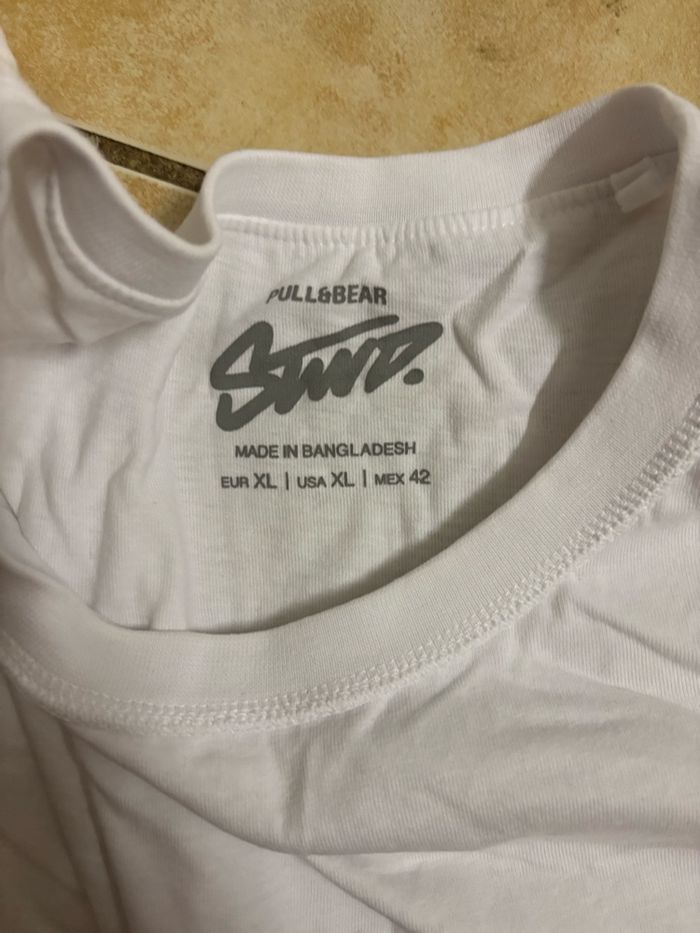 PULL&BEAR
STWD.
MADE IN BANGLADESH
EUR XL | USA XL | MEX 42